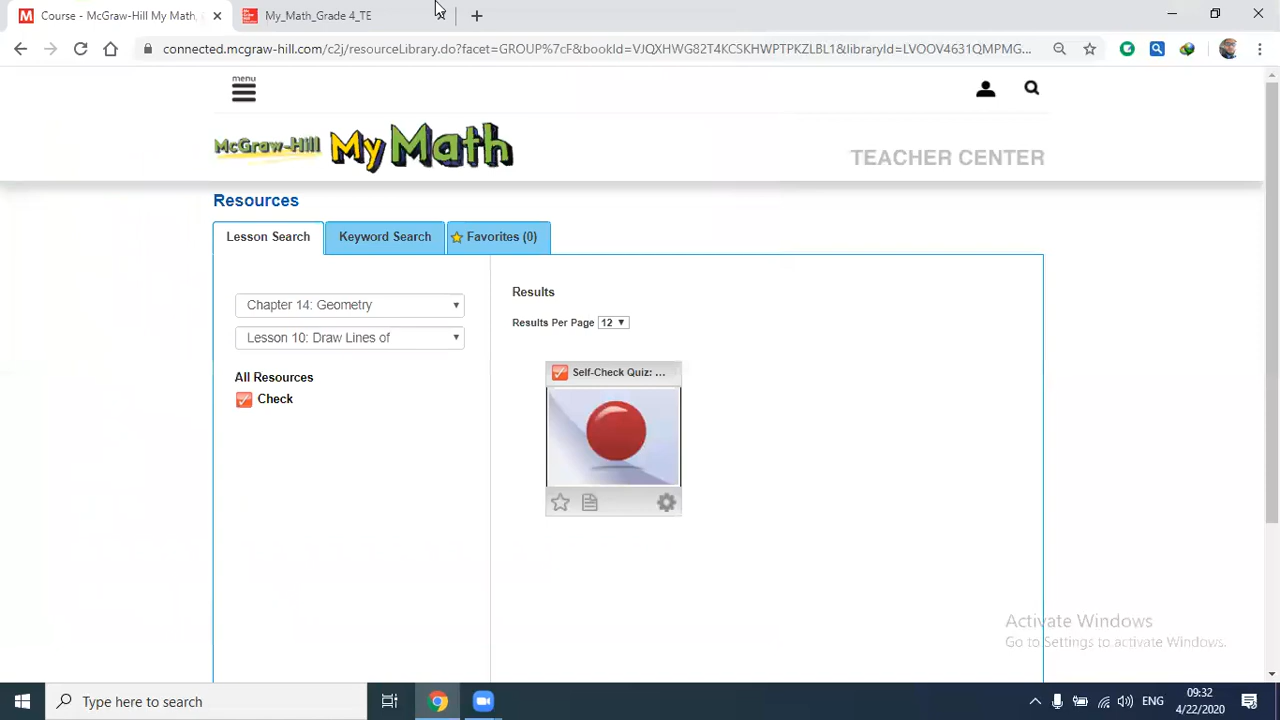 Course - McGraw-Hill My Math,
My_Math_Grade 4_TE
connected.mcgraw-hill.com/c2j/resourceLibrary.do?facet=GROUP%7cF&bookId=VJQXHWG82T4KCSKHWPTPKZLBL1&libraryId=LVOOV4631QMPMG...
menu
McGraw-Hill My Math
TEACHER CENTER
Resources
Lesson Search
Keyword Search
Favorites (0)
Chapter 14: Geometry
Lesson 10: Draw Lines of
All Resources
Check
Results
Results Per Page 12
Self-Check Quiz: ...
Activate Windows
Go to Settings to activate Windows.
Type here to search
ENG
09:32
4/22/2020